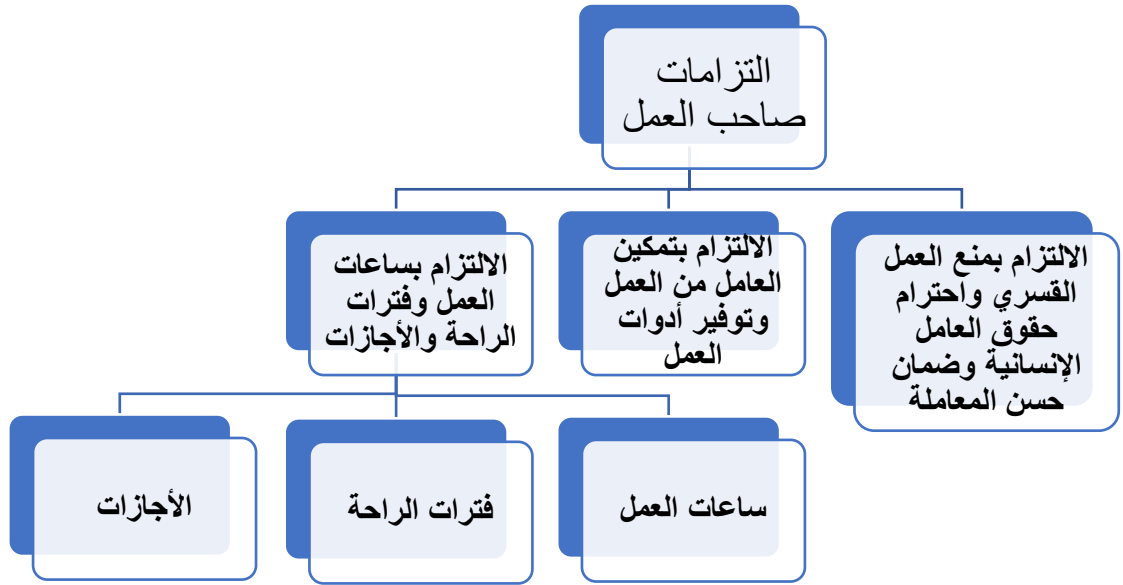 التزامات
صاحب العمل
الالتزام بمنع العمل
القسري واحترام
حقوق العامل
الإنسانية وضمان
حسن المعاملة
الالتزام بتمكين
العامل من العمل
وتوفير أدوات
العمل
الالتزام بساعات
العمل وفترات
الراحة والأجازات
ساعات العمل
فترات الراحة
الأجازات